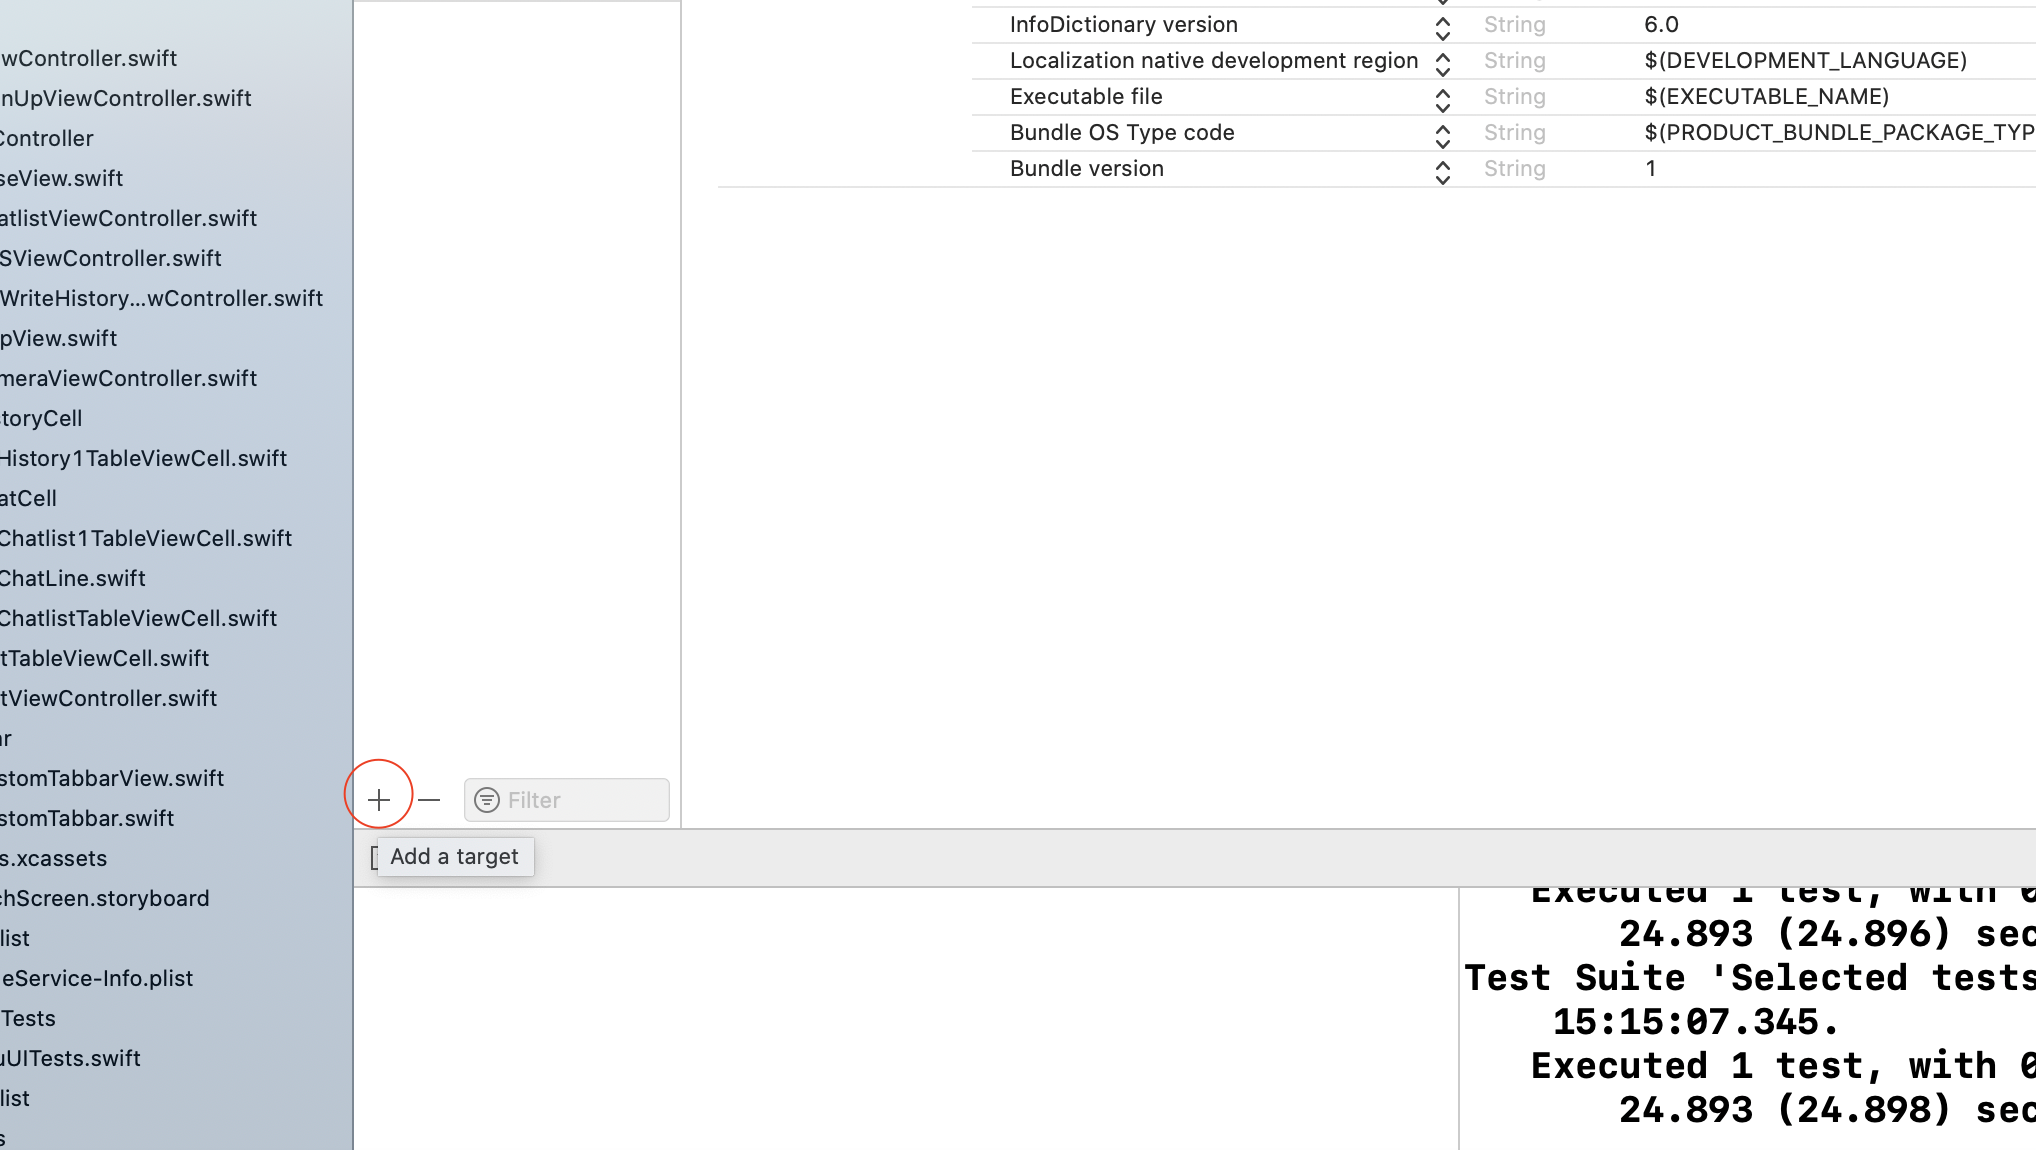 wController.swift
nUpViewController.swift
Controller
seView.swift
atlistViewController.swift
SViewController.swift
WriteHistory...wController.swift
pView.swift
meraViewController.swift
toryCell
History1TableViewCell.swift
atCell
Chatlist1TableViewCell.swift
ChatLine.swift
ChatlistTableViewCell.swift
tTableViewCell.swift
tViewController.swift
ar
stomTabbarView.swift
stomTabbar.swift
s.xcassets
chScreen.storyboard
list
eService-Info.plist
Tests
uUITests.swift
list
s
InfoDictionary version String 6.0
Localization native development region String $(DEVELOPMENT_LANGUAGE)
Executable file String $(EXECUTABLE_NAME)
Bundle OS Type code String $(PRODUCT_BUNDLE_PACKAGE_TYP
Bundle version String 1
Filter
Add a target
Executed 1 test, with 0
24.893 (24.896) sec
Test Suite 'Selected tests
15:15:07.345.
Executed 1 test, with 0
24.893 (24.898) sec